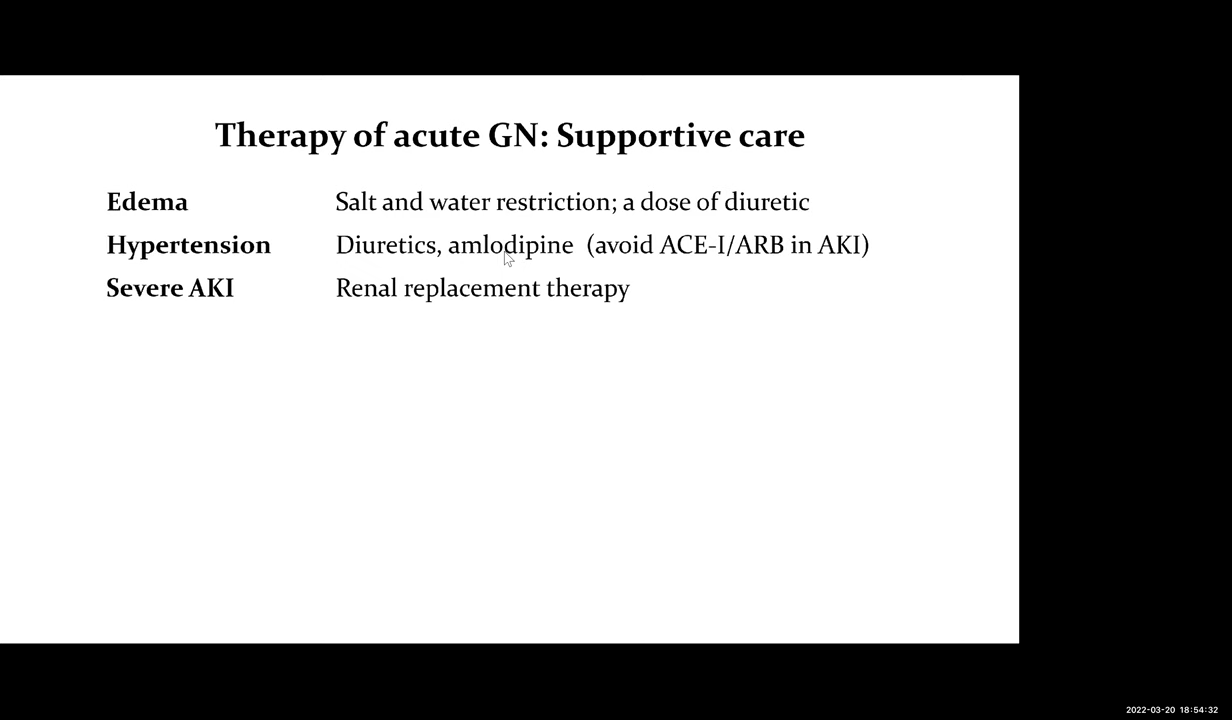 Therapy of acute GN: Supportive care
Edema Salt and water restriction; a dose of diuretic
Hypertension Diuretics, amlodipine (avoid ACE-I/ARB in AKI)
Severe AKI Renal replacement therapy
2022-03-20 18:54:32